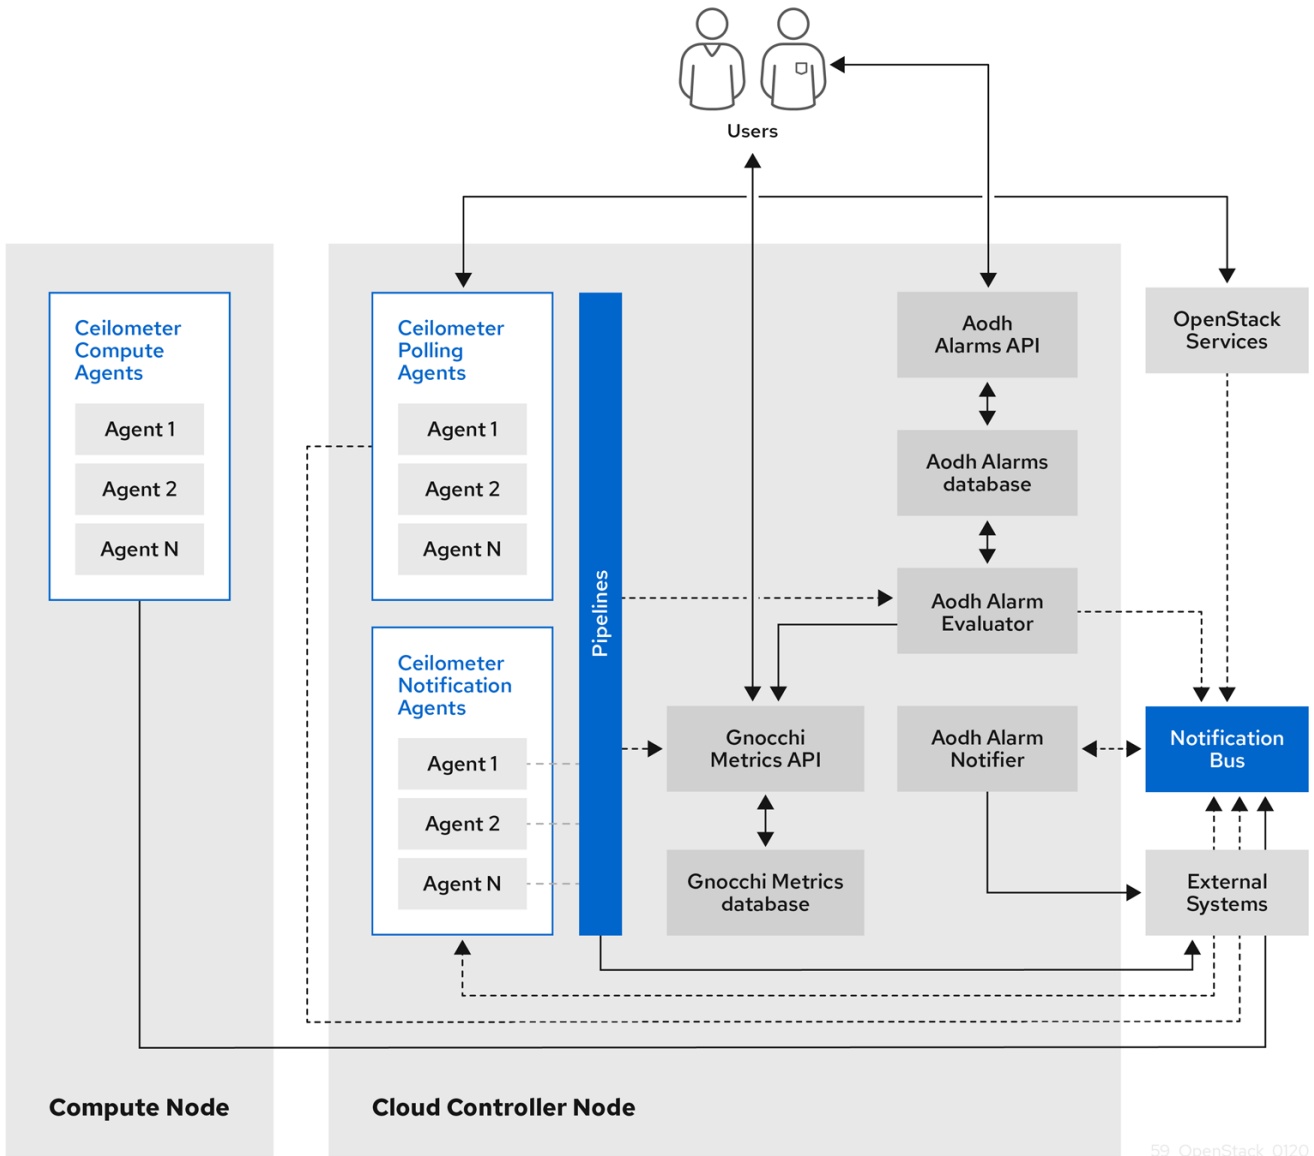 Users
Ceilometer
Compute
Agents
Agent 1
Agent 2
Agent N
Compute Node
Ceilometer
Polling
Agents
Agent 1
Agent 2
Agent N
Ceilometer
Notification
Agents
Agent 1
Agent 2
Agent N
Pipelines
Gnocchi
Metrics API
Gnocchi Metrics
database
Aodh
Alarms API
Aodh Alarms
database
Aodh Alarm
Evaluator
Aodh Alarm
Notifier
Cloud Controller Node
OpenStack
Services
Notification
Bus
External
Systems
59_OpenStack_0120